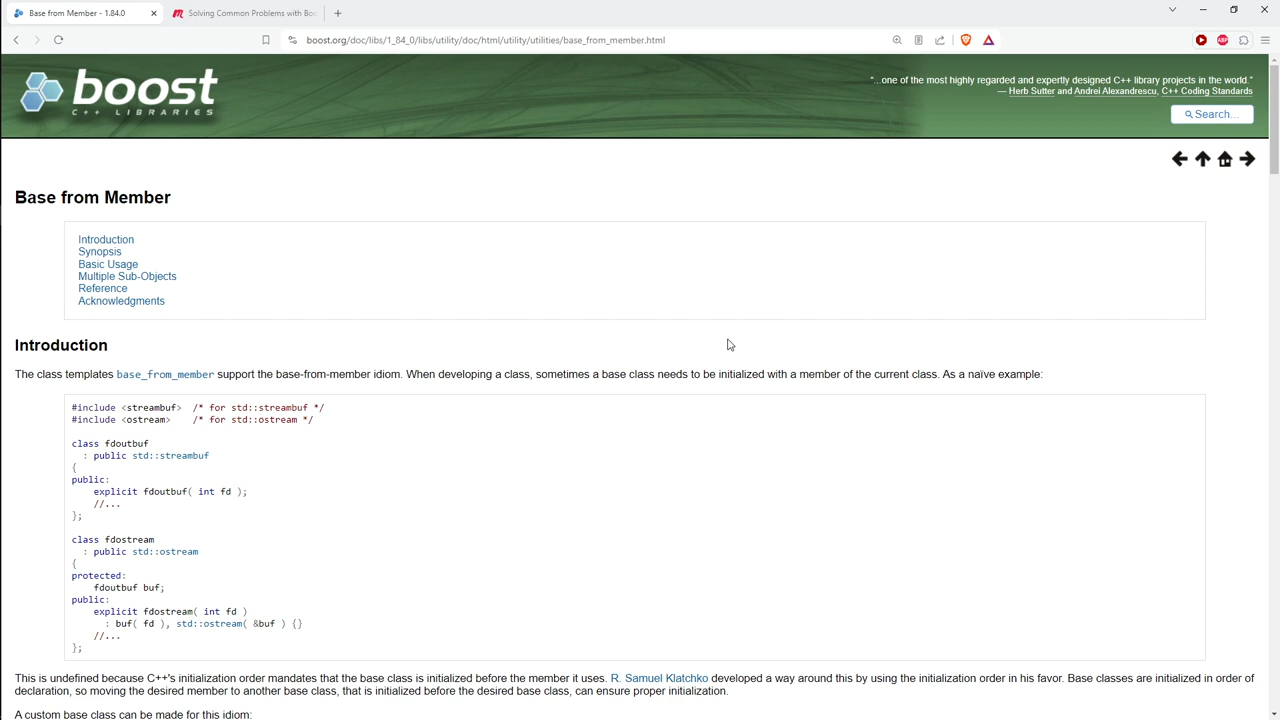 Base from Member - 1.84.0
Solving Common Problems with Boo
boost.org/doc/libs/1_84_0/libs/utility/doc/html/utility/utilities/base_from_member.html
ABP
boost
C++ LIBRARIES
"...one of the most highly regarded and expertly designed C++ library projects in the world."
— Herb Sutter and Andrei Alexandrescu, C++ Coding Standards
Search...
Base from Member
Introduction
Synopsis
Basic Usage
Multiple Sub-Objects
Reference
Acknowledgments
Introduction
The class templates base_from_member support the base-from-member idiom. When developing a class, sometimes a base class needs to be initialized with a member of the current class. As a naïve example:
#include <streambuf>  /* for std::streambuf */
#include <ostream>    /* for std::ostream */
class fdoutbuf
  : public std::streambuf
{
public:
    explicit fdoutbuf( int fd );
    //...
};
class fdostream
  : public std::ostream
{
protected:
    fdoutbuf buf;
public:
    explicit fdostream( int fd )
      : buf( fd ), std::ostream( &buf ) {}
    //...
};
This is undefined because C++'s initialization order mandates that the base class is initialized before the member it uses. R. Samuel Klatchko developed a way around this by using the initialization order in his favor. Base classes are initialized in order of
declaration, so moving the desired member to another base class, that is initialized before the desired base class, can ensure proper initialization.
A custom base class can be made for this idiom: